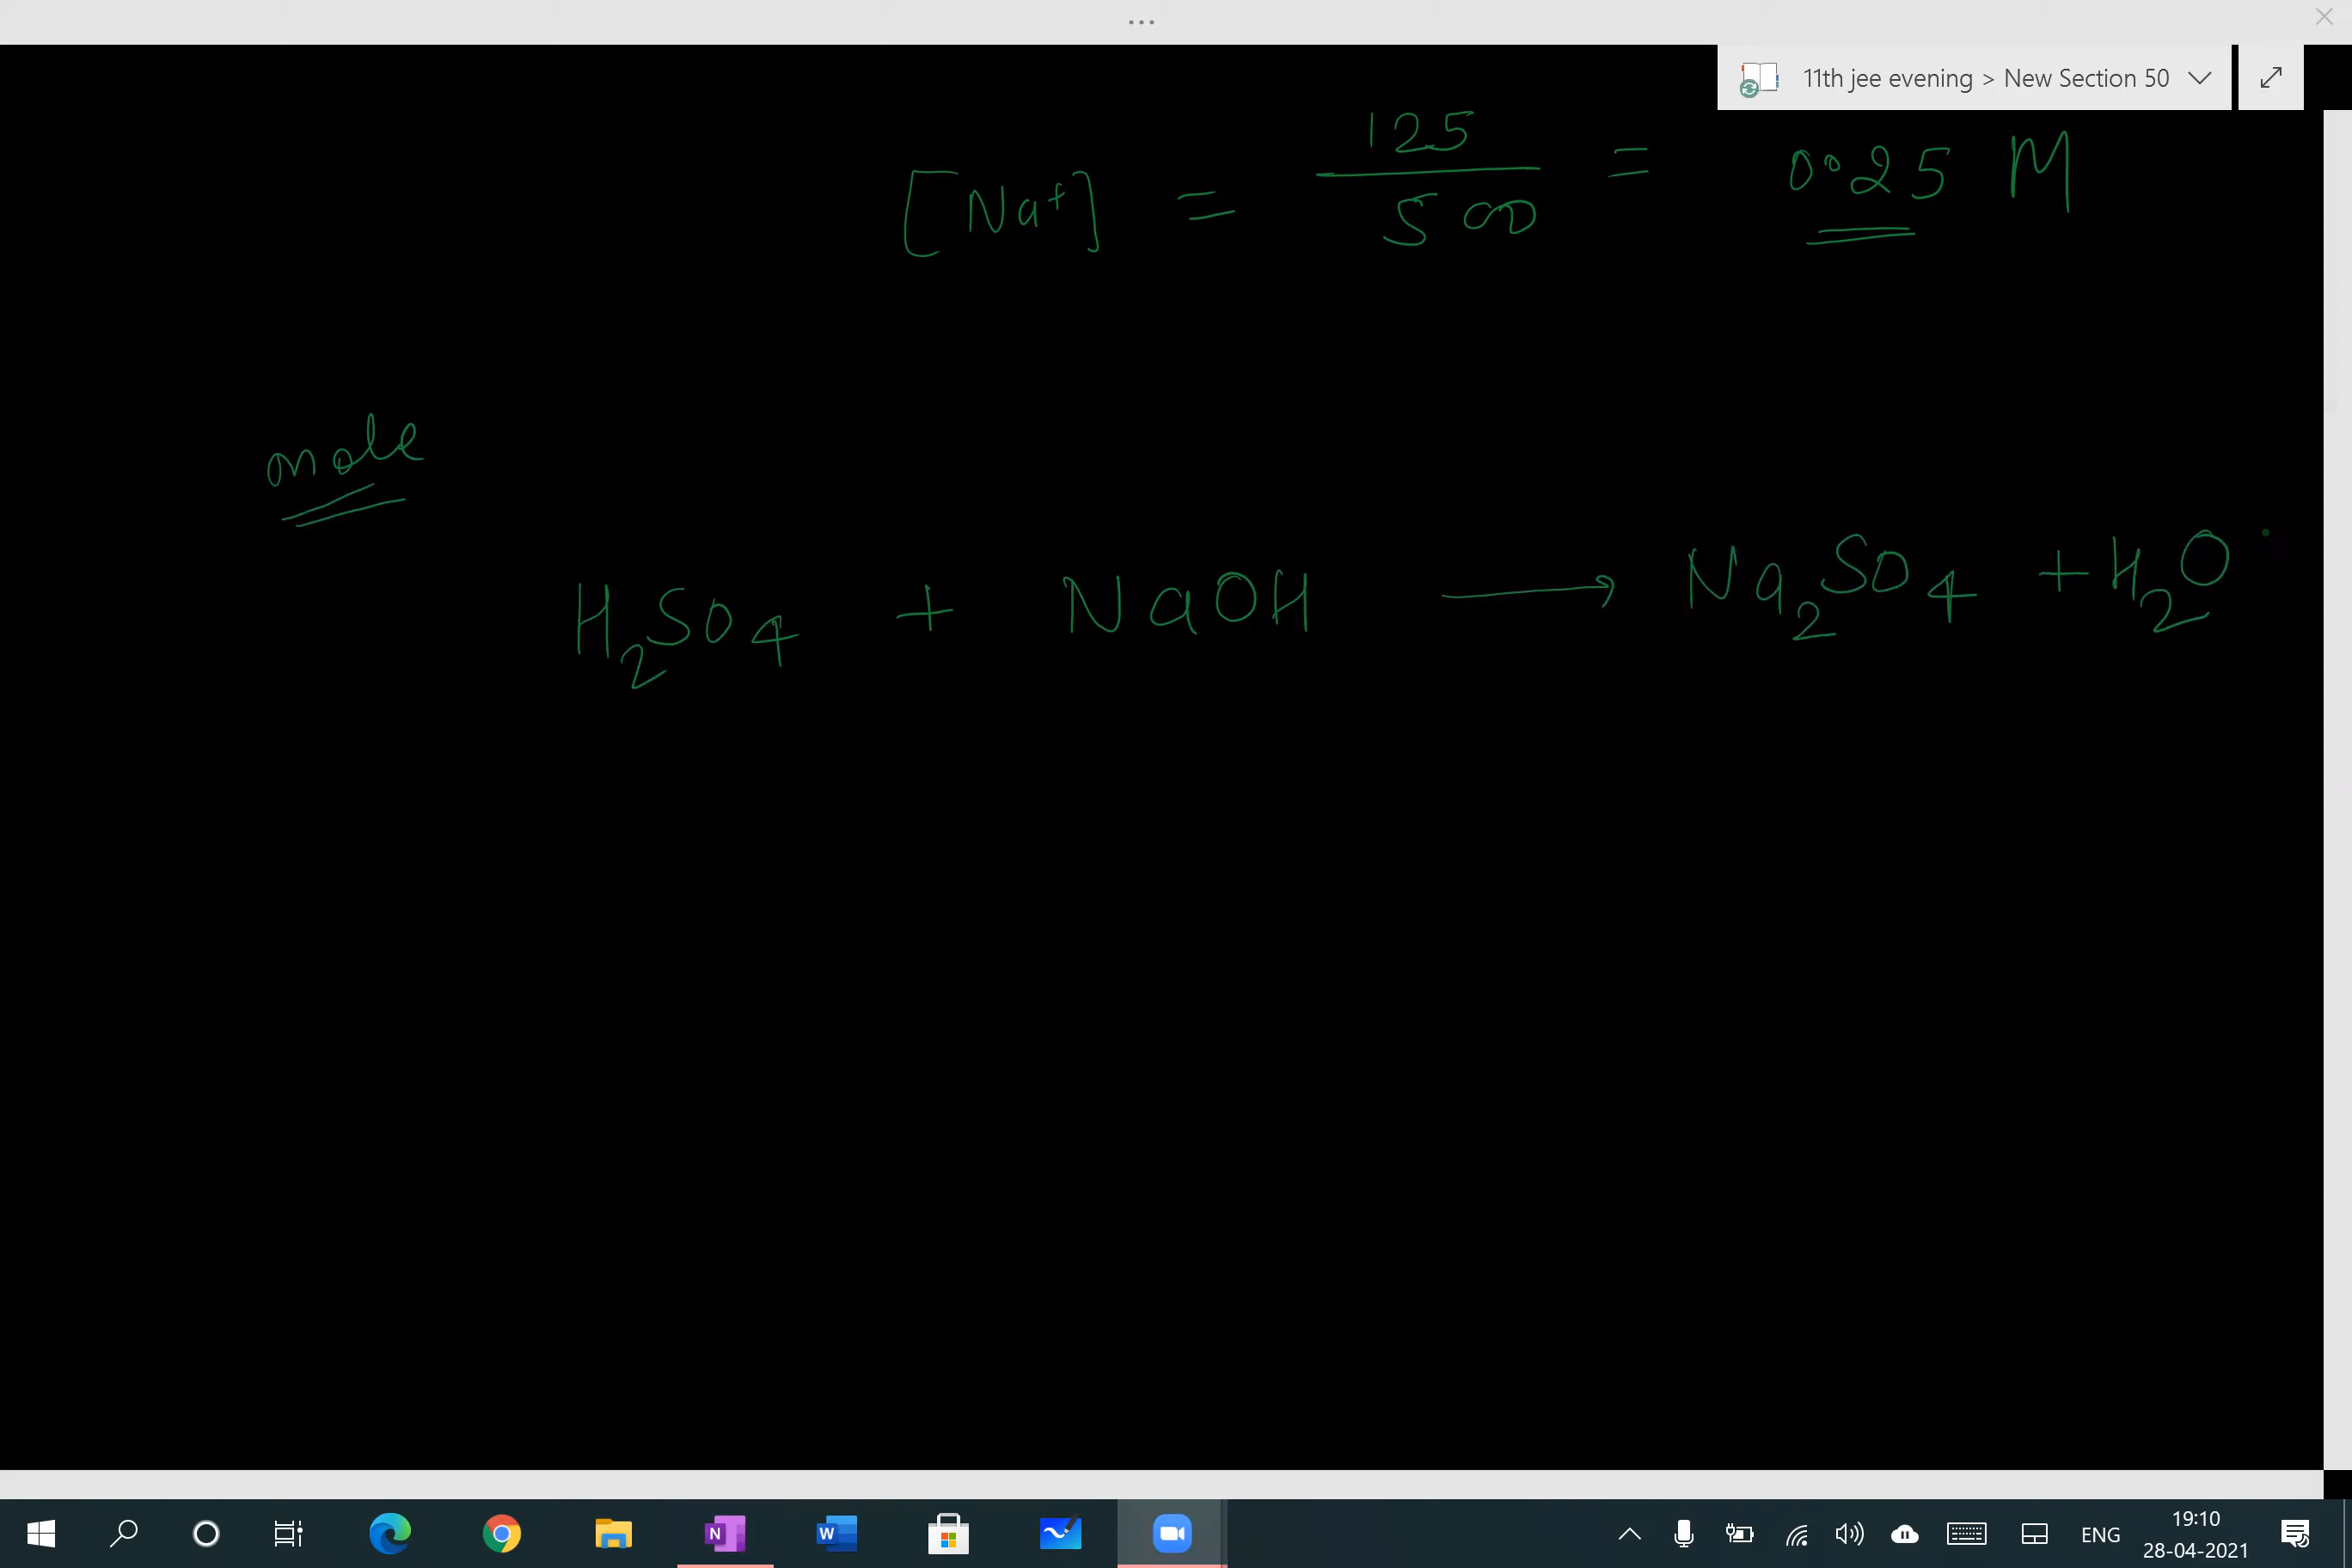 11th jee evening > New Section 50
[Na⁺] = 125/500 = 0.25 M
mole
H₂SO₄ + NaOH → Na₂SO₄ + H₂O
ENG
19:10
28-04-2021